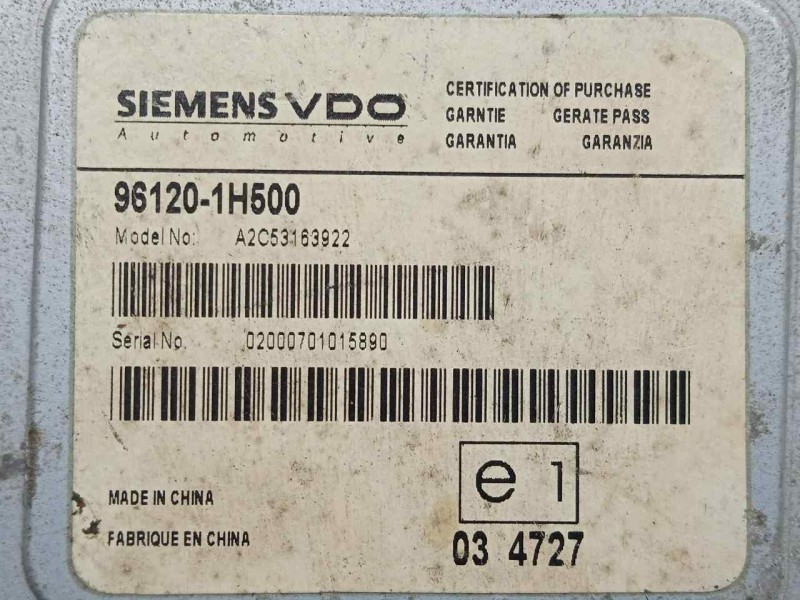 SIEMENS VDO
Automotive
CERTIFICATION OF PURCHASE
GARNTIE GERATE PASS
GARANTIA GARANZIA
96120-1H500
Model No: A2C53163922
Serial No. 02000701015890
e 1
MADE IN CHINA
FABRIQUE EN CHINA
03 4727